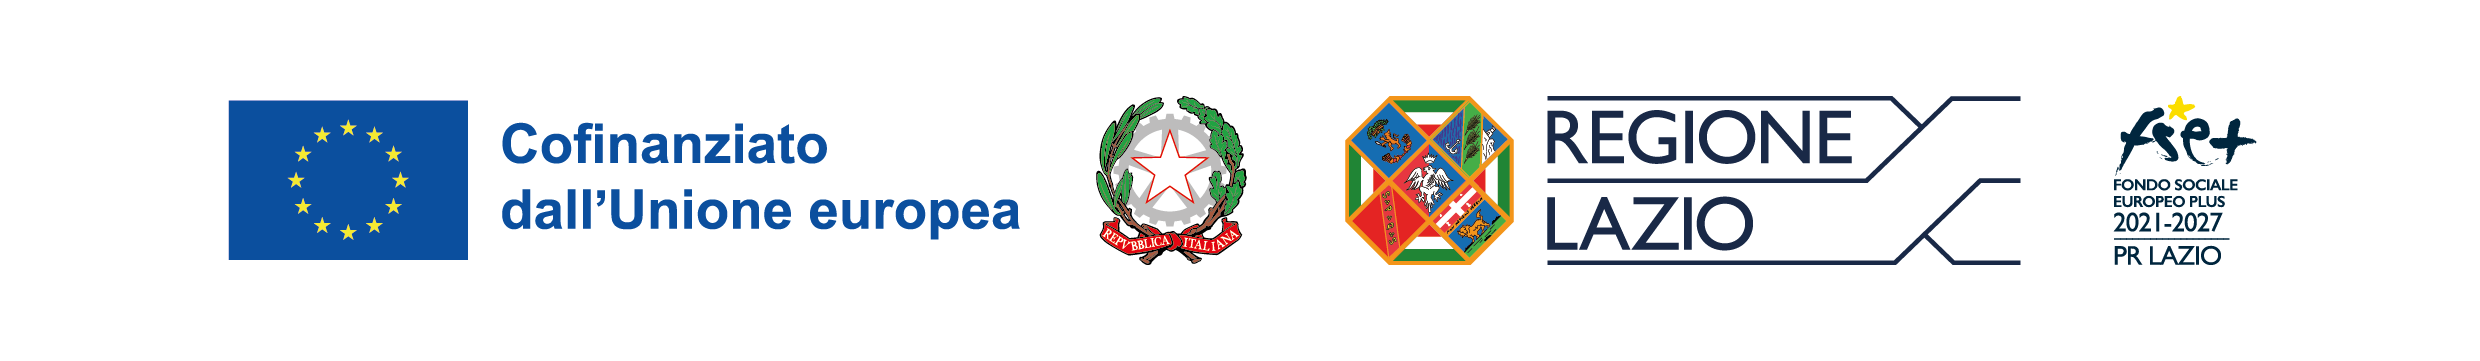 Cofinanziato
dall’Unione europea
REPVBBLICA ITALIANA
REGIONE
LAZIO
fse+
FONDO SOCIALE
EUROPEO PLUS
2021-2027
PR LAZIO